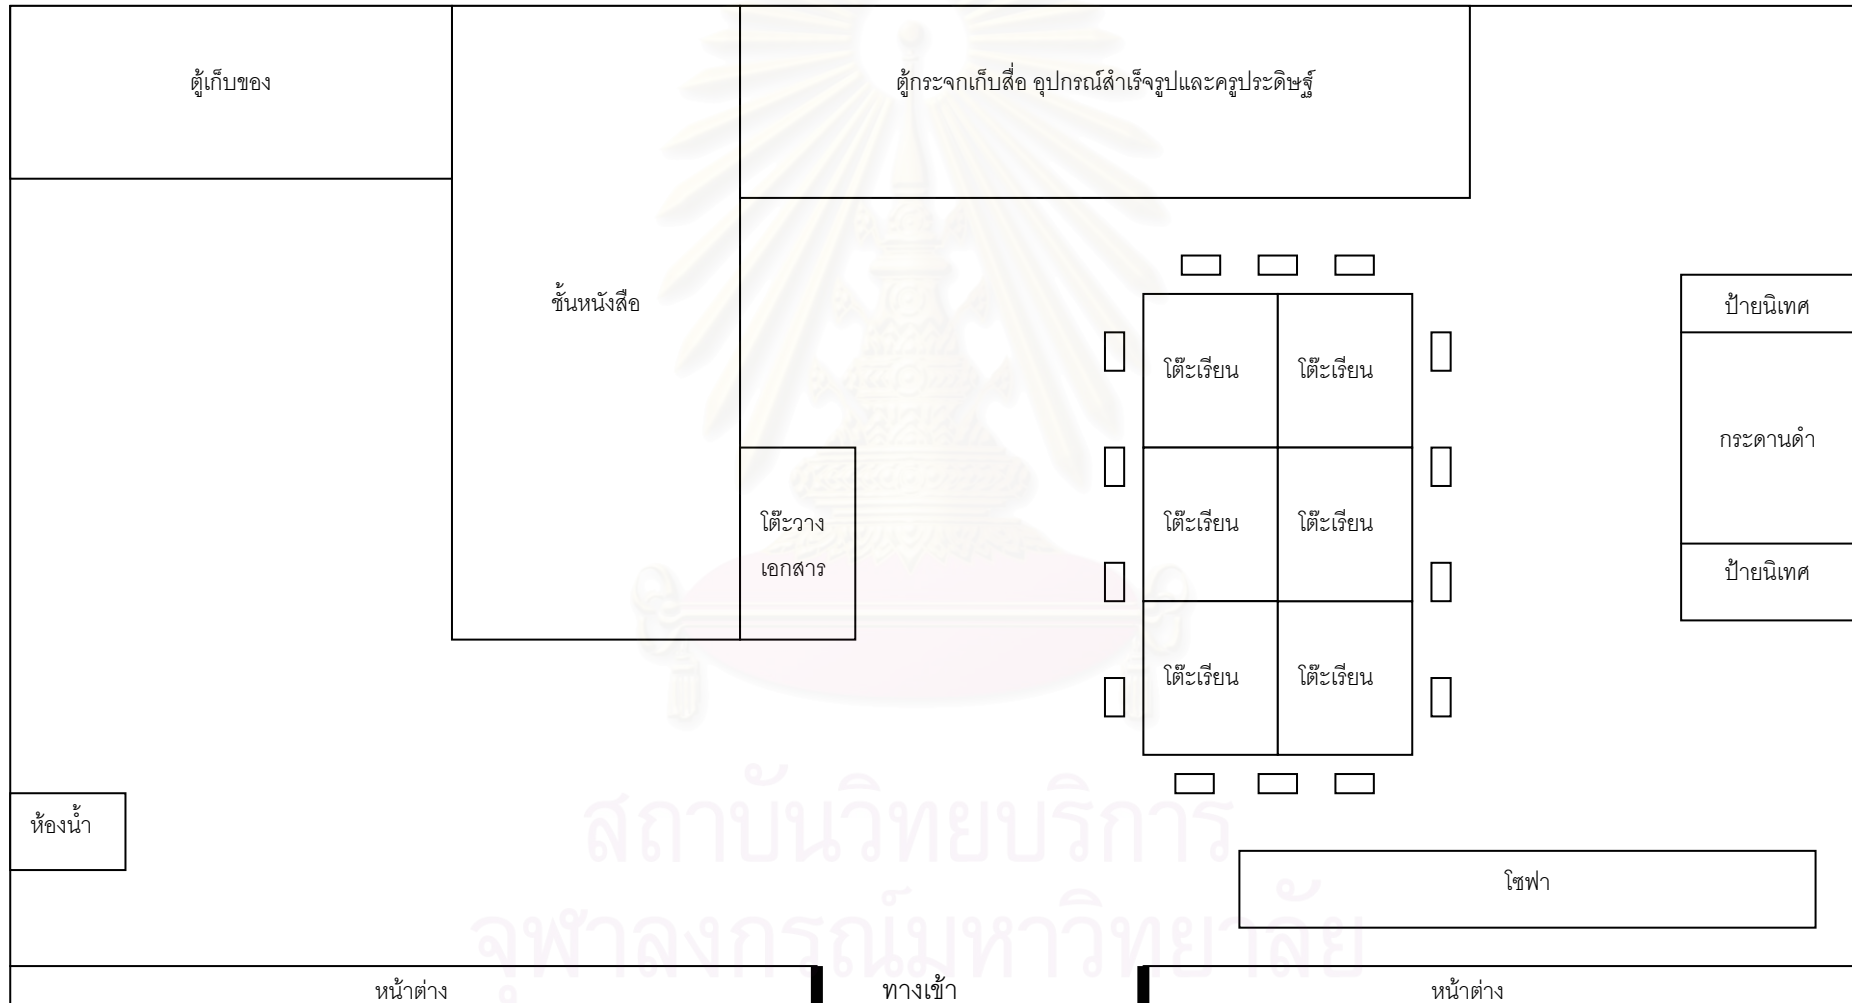 ตู้เก็บของ
ตู้กระจกเก็บสื่อ อุปกรณ์สำเร็จรูปและครูประดิษฐ์
ชั้นหนังสือ
ป้ายนิเทศ
โต๊ะเรียน
โต๊ะเรียน
กระดานดำ
โต๊ะวาง
เอกสาร
โต๊ะเรียน
โต๊ะเรียน
ป้ายนิเทศ
โต๊ะเรียน
โต๊ะเรียน
ห้องน้ำ
สถาบันวิทยบริการ
โซฟา
จุฬาลงกรณ์มหาวิทยาลัย
หน้าต่าง
ทางเข้า
หน้าต่าง